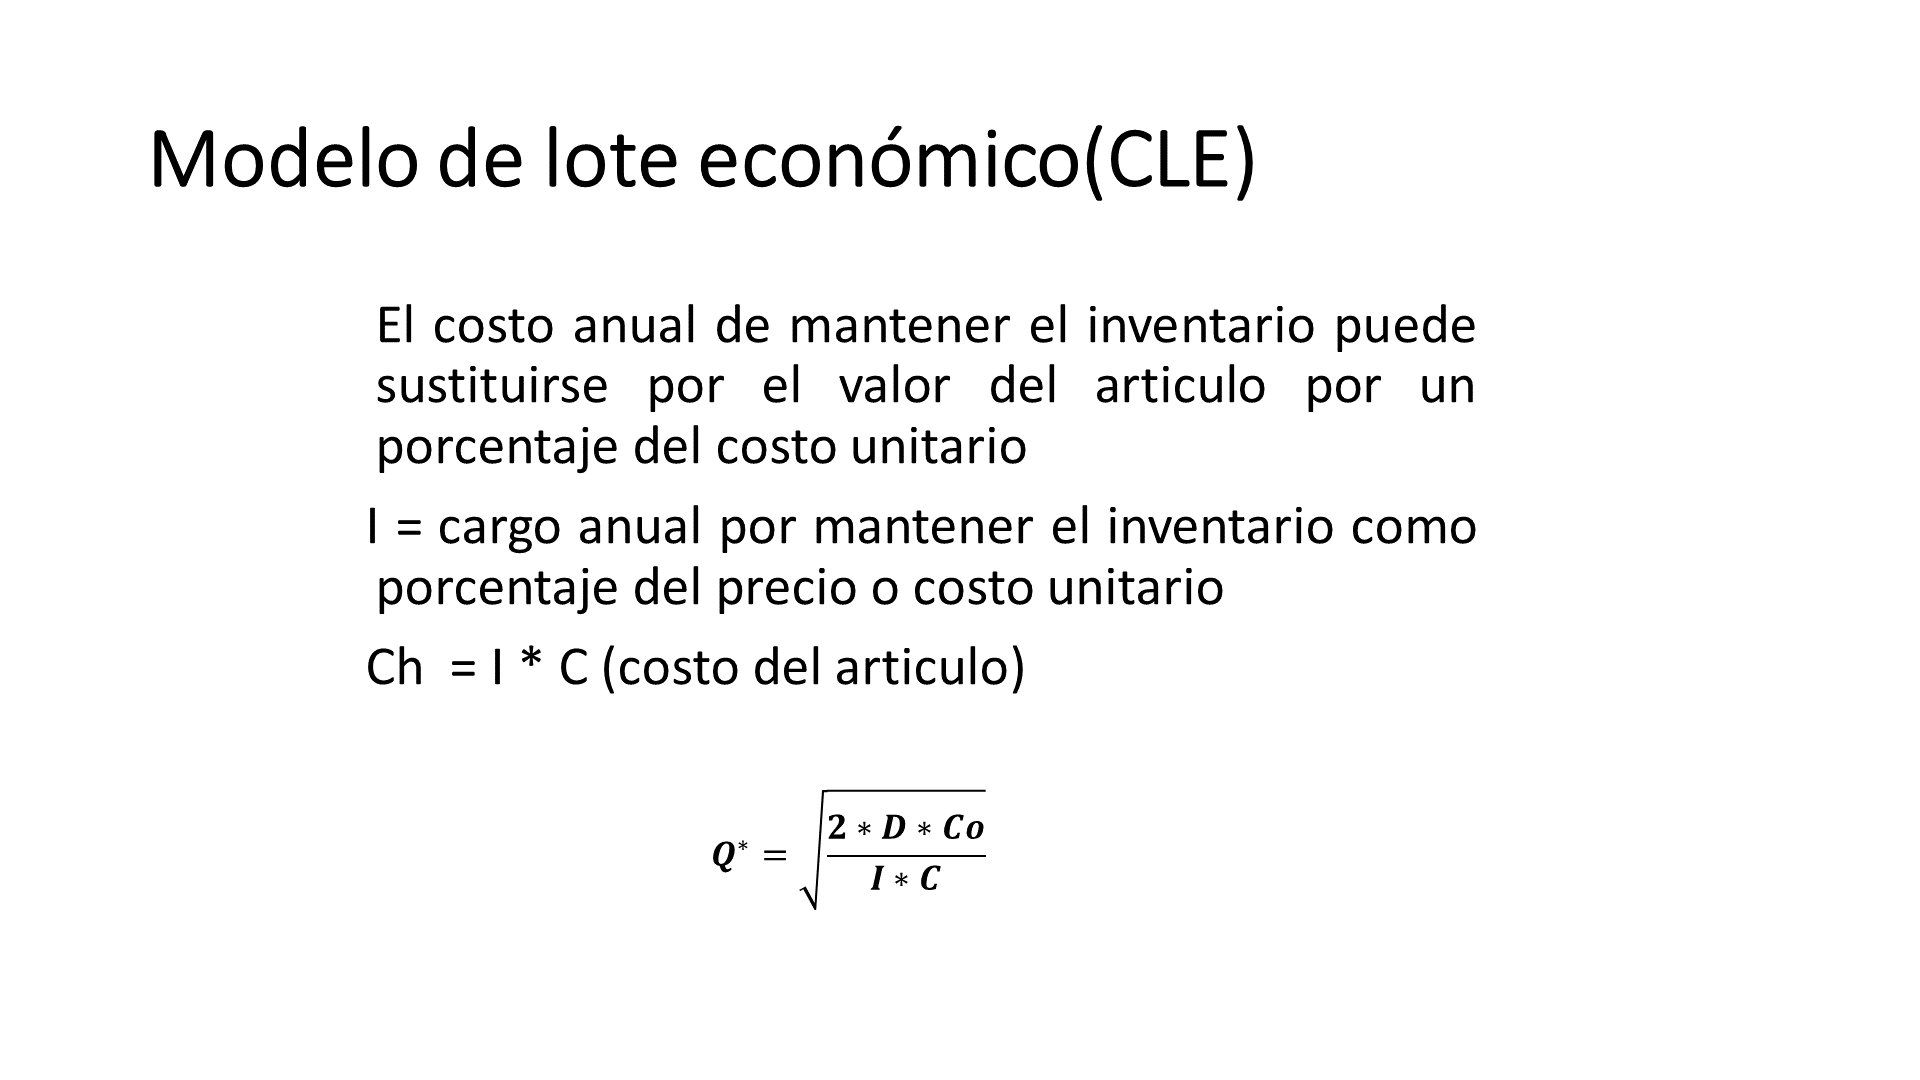 Modelo de lote económico(CLE)
El costo anual de mantener el inventario puede
sustituirse por el valor del articulo por un
porcentaje del costo unitario
I = cargo anual por mantener el inventario como
porcentaje del precio o costo unitario
Ch = I * C (costo del articulo)
Q* = √(2 * D * Co / I * C)